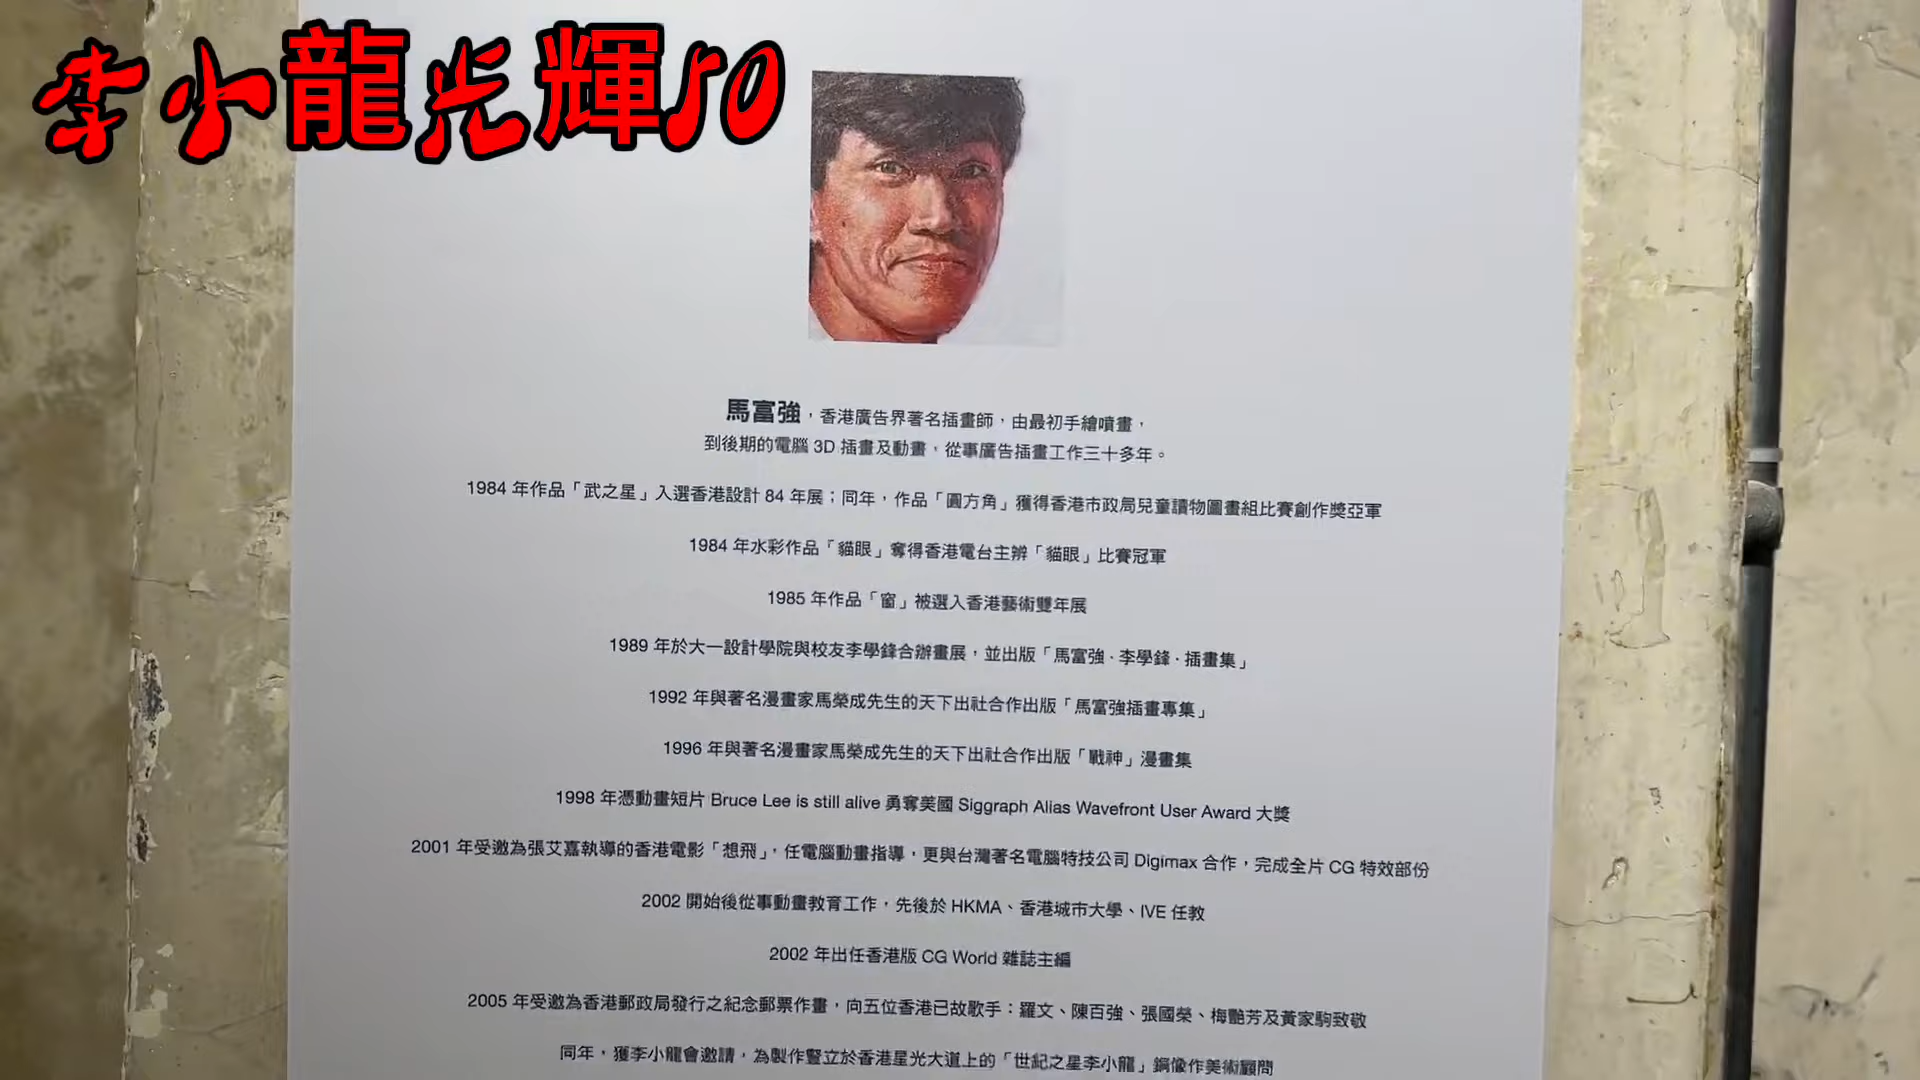 李小龍光輝50
馬富強，香港廣告界著名插畫師，由最初手繪噴畫，
到後期的電腦 3D 插畫及動畫，從事廣告插畫工作三十多年。
1984 年作品「武之星」入選香港設計 84 年展；同年，作品「圓方角」獲得香港市政局兒童讀物圖畫組比賽創作獎亞軍
1984 年水彩作品「貓眼」奪得香港電台主辨「貓眼」比賽冠軍
1985 年作品「窗」被選入香港藝術雙年展
1989 年於大一設計學院與校友李學鋒合辦畫展，並出版「馬富強 · 李學鋒 · 插畫集」
1992 年與著名漫畫家馬榮成先生的天下出社合作出版「馬富強插畫專集」
1996 年與著名漫畫家馬榮成先生的天下出社合作出版「戰神」漫畫集
1998 年憑動畫短片 Bruce Lee is still alive 勇奪美國 Siggraph Alias Wavefront User Award 大獎
2001 年受邀為張艾嘉執導的香港電影「想飛」，任電腦動畫指導，更與台灣著名電腦特技公司 Digimax 合作，完成全片 CG 特效部份
2002 開始後從事動畫教育工作，先後於 HKMA、香港城市大學、IVE 任教
2002 年出任香港版 CG World 雜誌主編
2005 年受邀為香港郵政局發行之紀念郵票作畫，向五位香港已故歌手：羅文、陳百強、張國榮、梅艷芳及黃家駒致敬
同年，獲李小龍會邀請，為製作豎立於香港星光大道上的「世紀之星李小龍」銅像作美術顧問